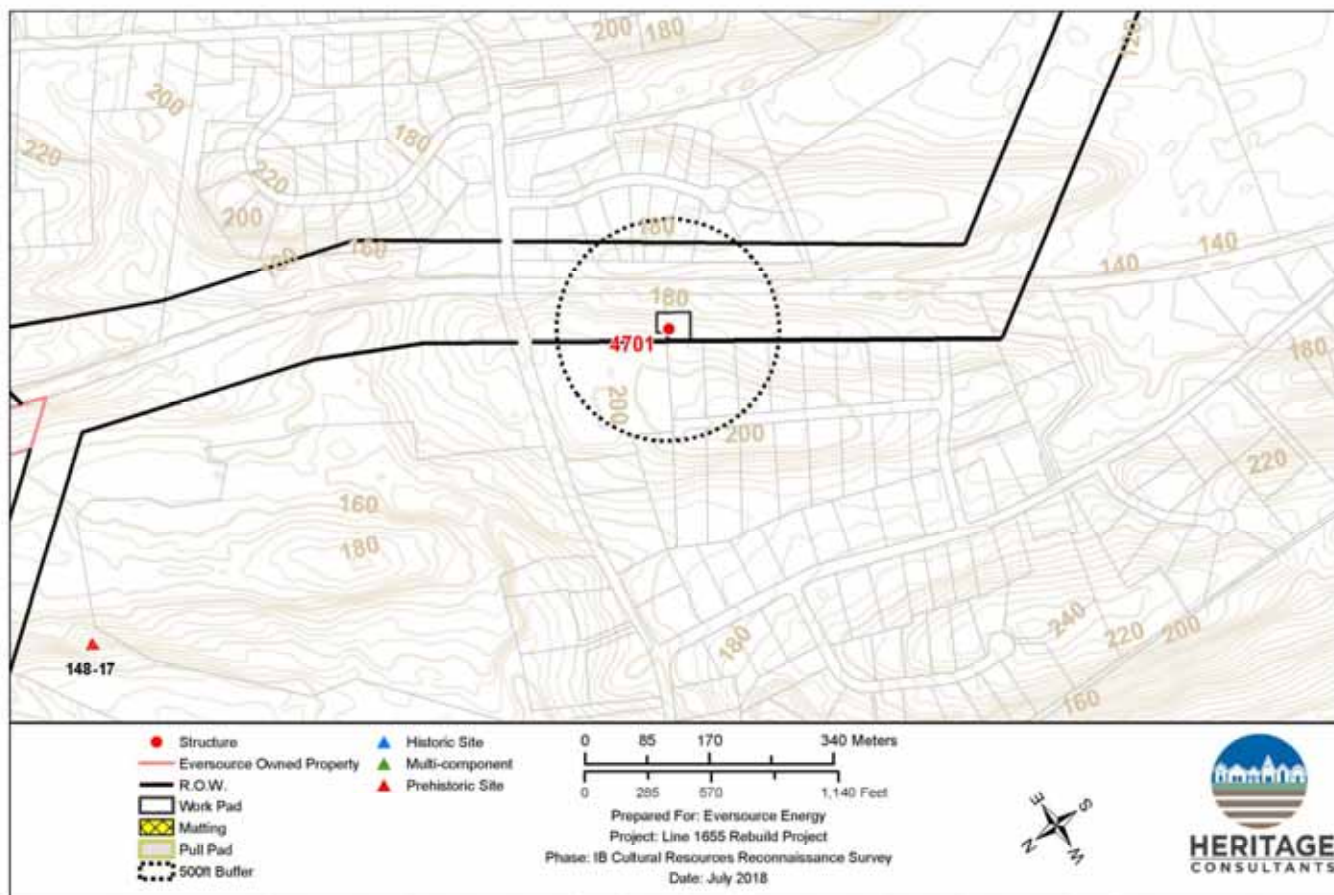 200 180
120
200
220
180
220
200
180
160
180
140
140
180
4701
180
200
200
220
160
180
148-17
180
240
220
200
160
Structure
Eversource Owned Property
R.O.W.
Work Pad
Matting
Pull Pad
500ft Buffer
Historic Site
Multi-component
Prehistoric Site
0 85 170 340 Meters
0 285 570 1,140 Feet
Prepared For: Eversource Energy
Project: Line 1655 Rebuild Project
Phase: IB Cultural Resources Reconnaissance Survey
Date: July 2018
E S
N W
HERITAGE
CONSULTANTS